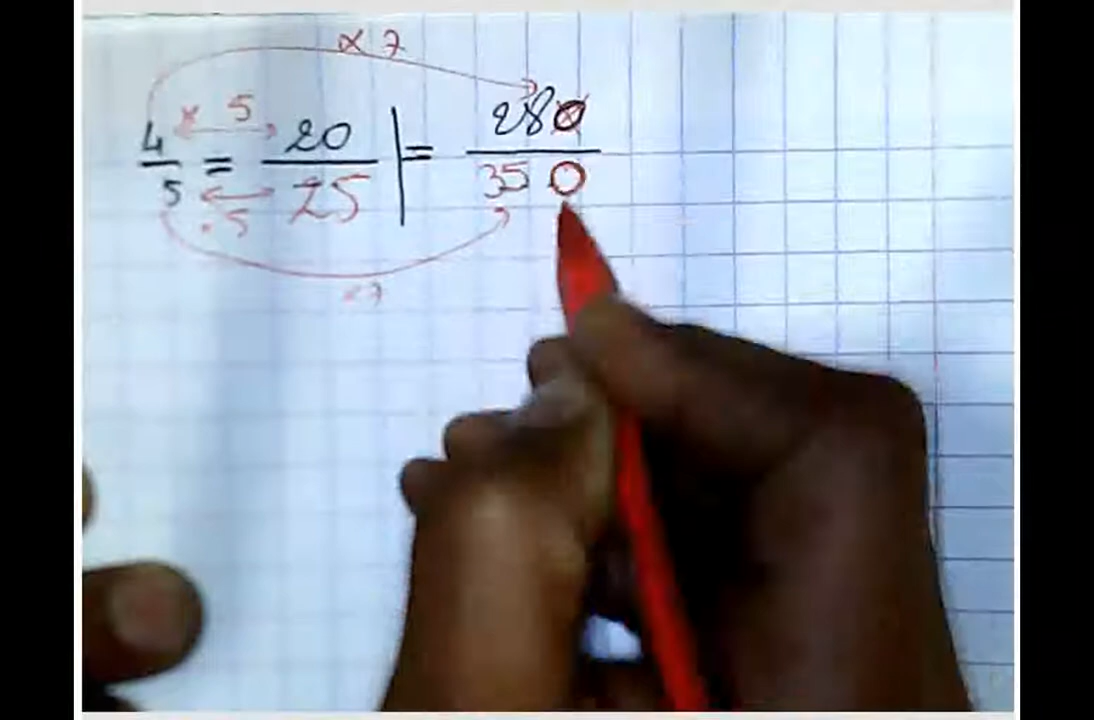 × 7
× 5
4/5 = 20/25 | = 280/350
.5
×7